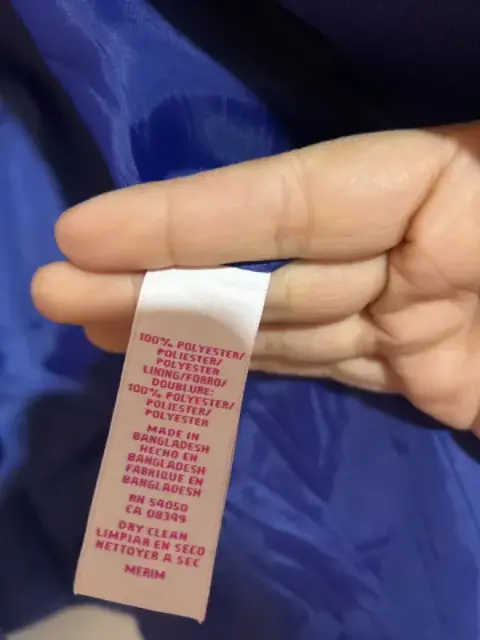 100% POLYESTER/
POLIESTER/
POLYESTER
LINING/FORRO/
DOUBLURE:
100% POLYESTER/
POLIESTER/
POLYESTER
MADE IN
BANGLADESH
HECHO EN
BANGLADESH
FABRIQUE EN
BANGLADESH
RN 54050
CA 08349
DRY CLEAN
LIMPIAR EN SECO
NETTOYER A SEC
MERIM